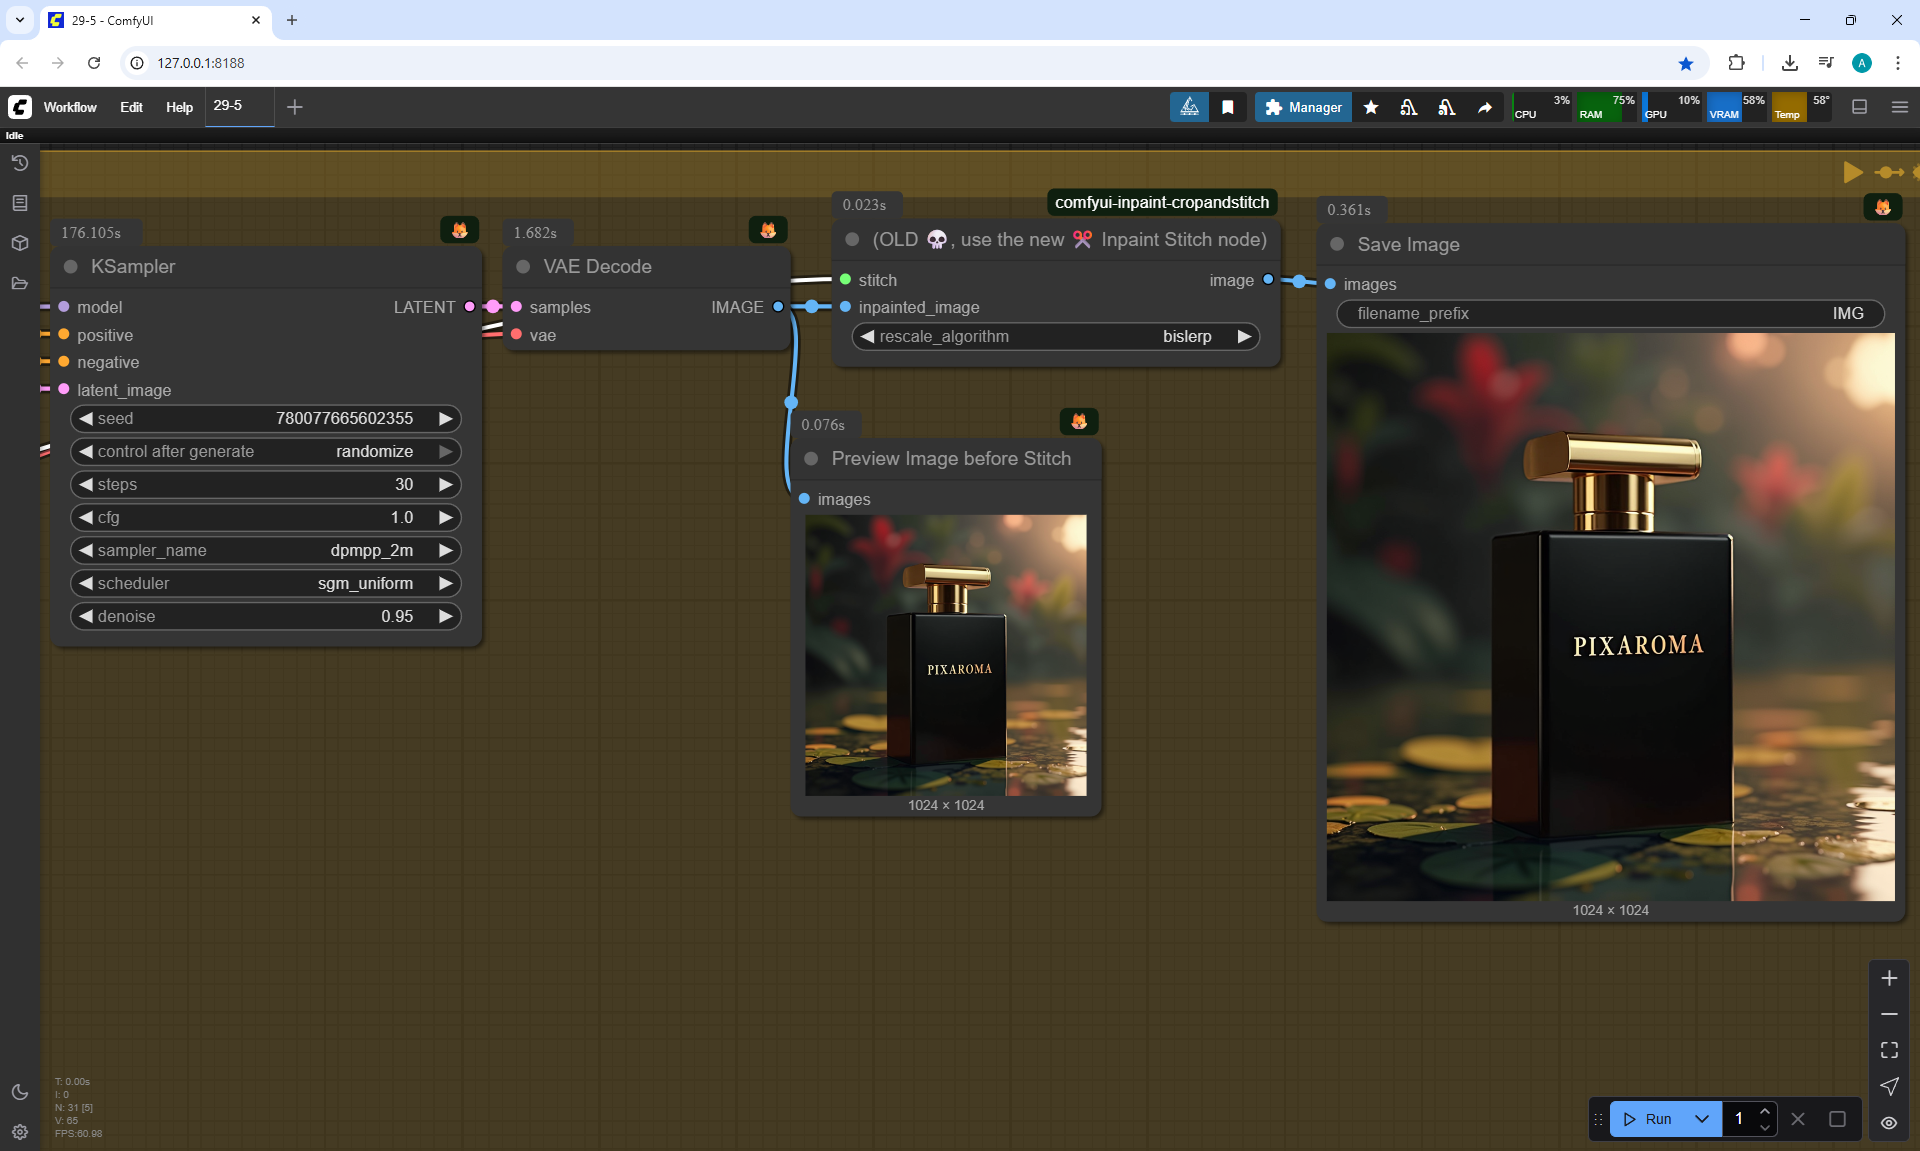 29-5 - ComfyUI
127.0.0.1:8188
Workflow Edit Help 29-5
Manager
CPU 3% RAM 75% GPU 10% VRAM 58% Temp 58°
Idle
176.105s
KSampler
model LATENT
positive
negative
latent_image
seed 780077665602355
control after generate randomize
steps 30
cfg 1.0
sampler_name dpmpp_2m
scheduler sgm_uniform
denoise 0.95
1.682s
VAE Decode
samples IMAGE
vae
0.023s
comfyui-inpaint-cropandstitch
(OLD 💀, use the new ✂️ Inpaint Stitch node)
stitch image
inpainted_image
rescale_algorithm bislerp
0.076s
Preview Image before Stitch
images
PIXAROMA
1024 × 1024
0.361s
Save Image
images
filename_prefix IMG
PIXAROMA
1024 × 1024
T: 0.00s
I: 0
N: 31 [5]
V: 65
FPS:60.98
Run 1
A